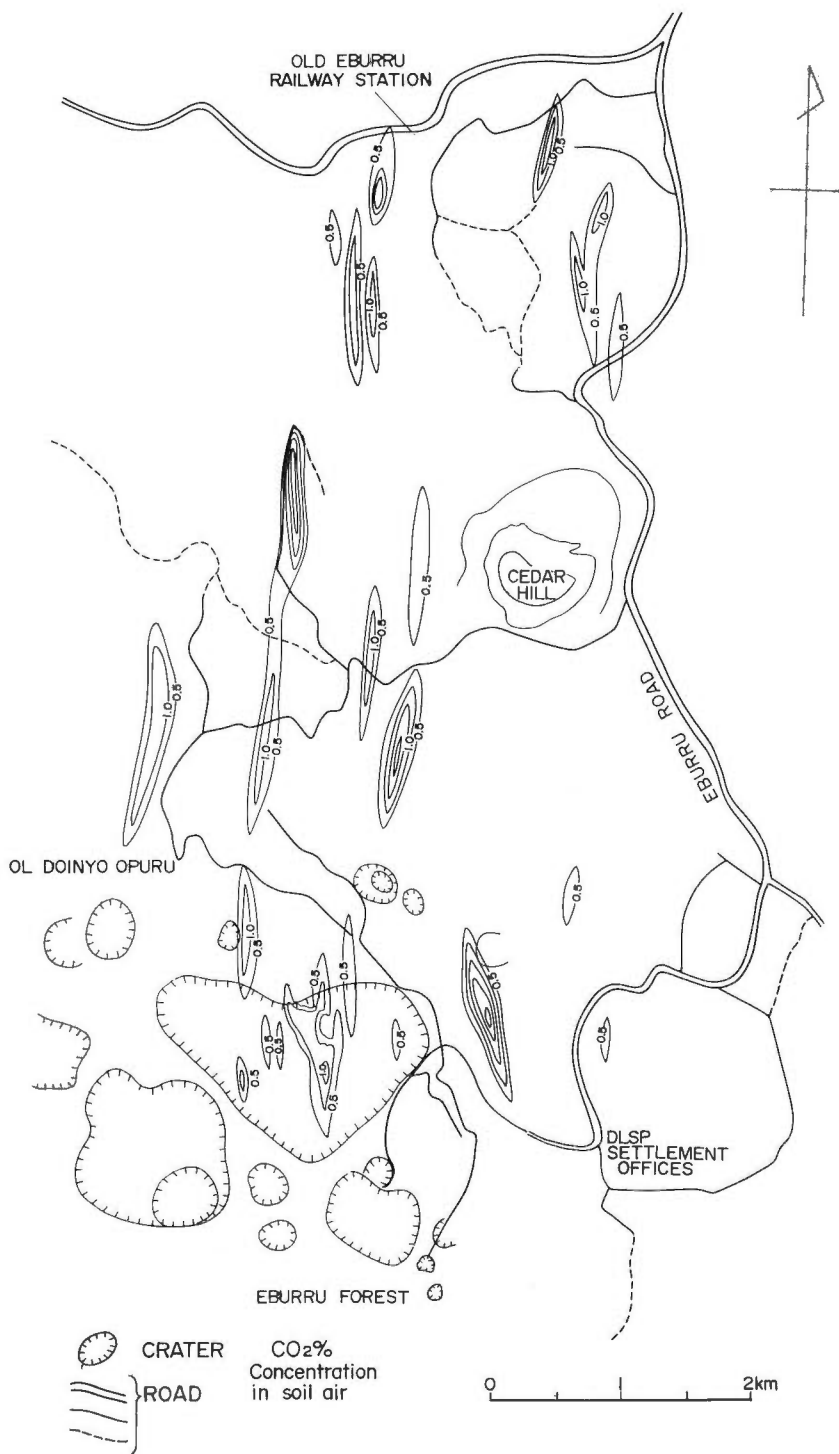 OLD EBURRU
RAILWAY STATION
0.5
1.0 0.5
1.0
0.5
0.5
1.0 0.5
1.0
0.5
0.5
CEDAR
HILL
0.5
0.5
1.0 0.5
1.0 0.5
EBURRU ROAD
1.0 0.5
1.0 0.5
OL DOINYO OPURU
0.5
1.0
0.5
0.5
0.5
0.5
0.5 0.5
0.5
0.5
1.0
0.5
0.5
DLSP
SETTLEMENT
OFFICES
EBURRU FOREST
CRATER
ROAD
CO2%
Concentration
in soil air
0 1 2km